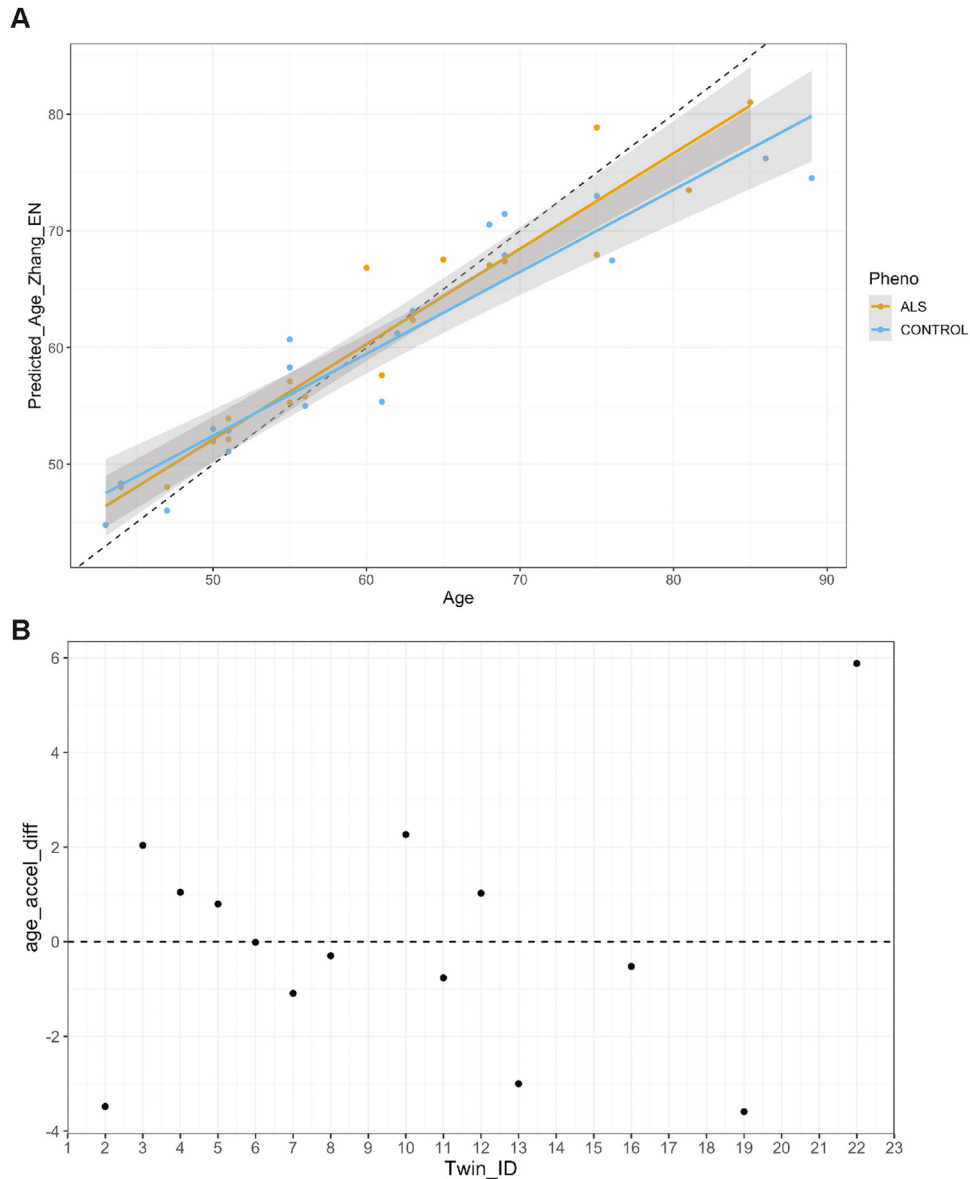 A
Predicted_Age_Zhang_EN
80
70
60
50
50 60 70 80 90
Age
Pheno
ALS
CONTROL
B
age_accel_diff
6
4
2
0
-2
-4
1 2 3 4 5 6 7 8 9 10 11 12 13 14 15 16 17 18 19 20 21 22 23
Twin_ID